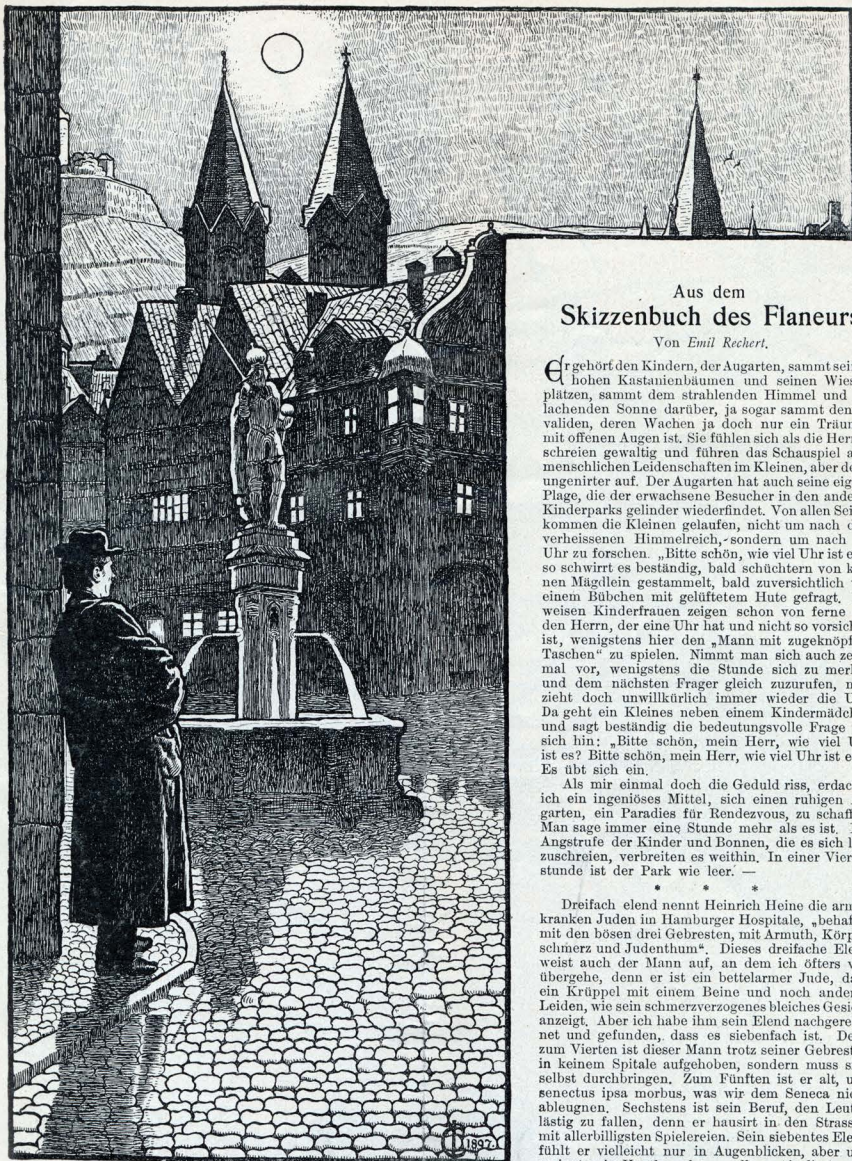 Aus dem
Skizzenbuch des Flaneurs
Von Emil Rechert.
Er gehört den Kindern, der Augarten, sammt sein
hohen Kastanienbäumen und seinen Wies
plätzen, sammt dem strahlenden Himmel und
lachenden Sonne darüber, ja sogar sammt den
validen, deren Wachen ja doch nur ein Träum
mit offenen Augen ist. Sie fühlen sich als die Herr
schreien gewaltig und führen das Schauspiel a
menschlichen Leidenschaften im Kleinen, aber de
ungenirter auf. Der Augarten hat auch seine eig
Plage, die der erwachsene Besucher in den ande
Kinderparks gelinder wiederfindet. Von allen Sei
kommen die Kleinen gelaufen, nicht um nach d
verheissenen Himmelreich, sondern um nach
Uhr zu forschen. „Bitte schön, wie viel Uhr ist e
so schwirrt es beständig, bald schüchtern von k
nen Mägdlein gestammelt, bald zuversichtlich v
einem Bübchen mit gelüftetem Hute gefragt.
weisen Kinderfrauen zeigen schon von ferne
den Herrn, der eine Uhr hat und nicht so vorsich
ist, wenigstens hier den „Mann mit zugeknöpf
Taschen“ zu spielen. Nimmt man sich auch ze
mal vor, wenigstens die Stunde sich zu merk
und dem nächsten Frager gleich zuzurufen, m
zieht doch unwillkürlich immer wieder die U
Da geht ein Kleines neben einem Kindermädch
und sagt beständig die bedeutungsvolle Frage
sich hin: „Bitte schön, mein Herr, wie viel U
ist es? Bitte schön, mein Herr, wie viel Uhr ist e
Es übt sich ein.
Als mir einmal doch die Geduld riss, erdac
ich ein ingeniöses Mittel, sich einen ruhigen
garten, ein Paradies für Rendezvous, zu schaff
Man sage immer eine Stunde mehr als es ist.
Angstrufe der Kinder und Bonnen, die es sich l
zuschreien, verbreiten es weithin. In einer Vier
stunde ist der Park wie leer. —
* * *
Dreifach elend nennt Heinrich Heine die arm
kranken Juden im Hamburger Hospitale, „behaf
mit den bösen drei Gebresten, mit Armuth, Körp
schmerz und Judenthum“. Dieses dreifache Ele
weist auch der Mann auf, an dem ich öfters v
übergehe, denn er ist ein bettelarmer Jude, da
ein Krüppel mit einem Beine und noch ander
Leiden, wie sein schmerzverzogenes bleiches Gesi
anzeigt. Aber ich habe ihm sein Elend nachgere
net und gefunden, dass es siebenfach ist. De
zum Vierten ist dieser Mann trotz seiner Gebrest
in keinem Spitale aufgehoben, sondern muss s
selbst durchbringen. Zum Fünften ist er alt, u
senectus ipsa morbus, was wir dem Seneca nic
ableugnen. Sechstens ist sein Beruf, den Leut
lästig zu fallen, denn er hausirt in den Strass
mit allerbilligsten Spielereien. Sein siebentes Ele
fühlt er vielleicht nur in Augenblicken, aber u
1897.